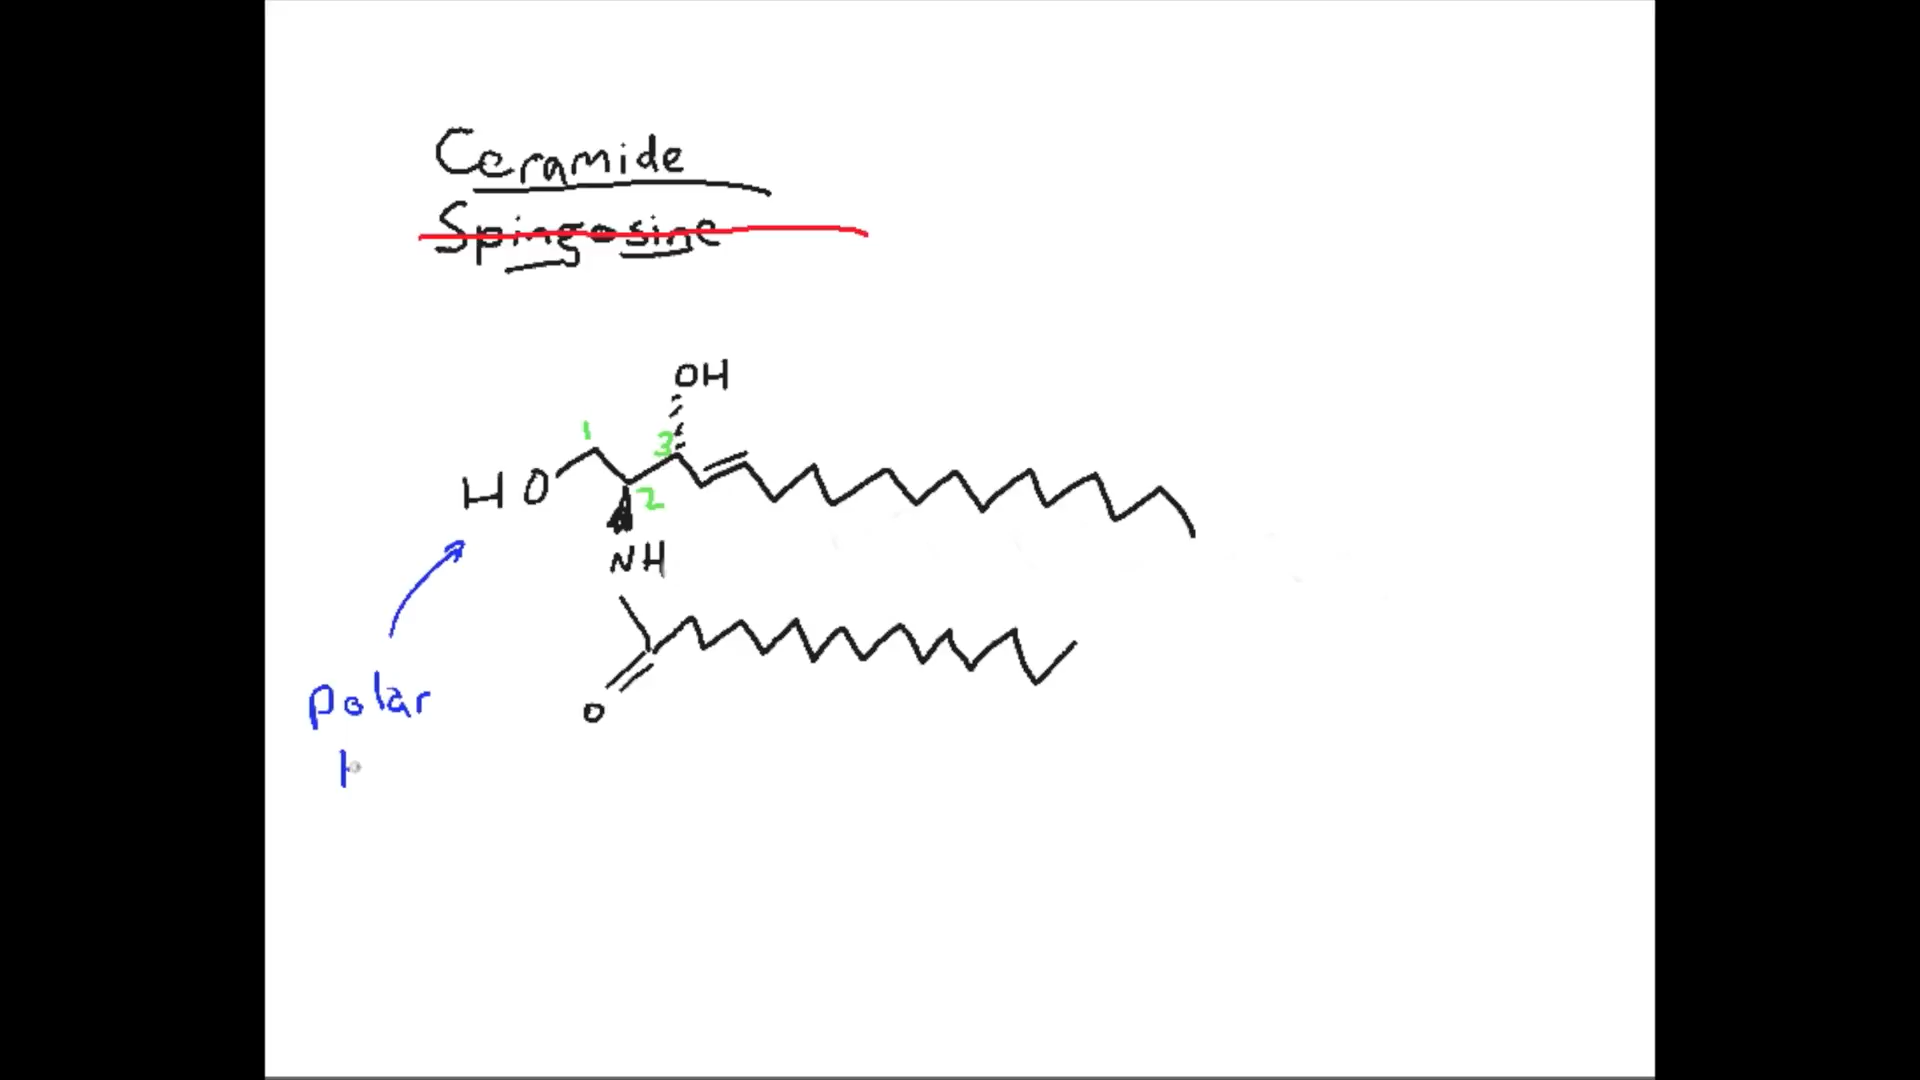 Ceramide
Spingosine
OH
1
3
HO
2
NH
Polar
O